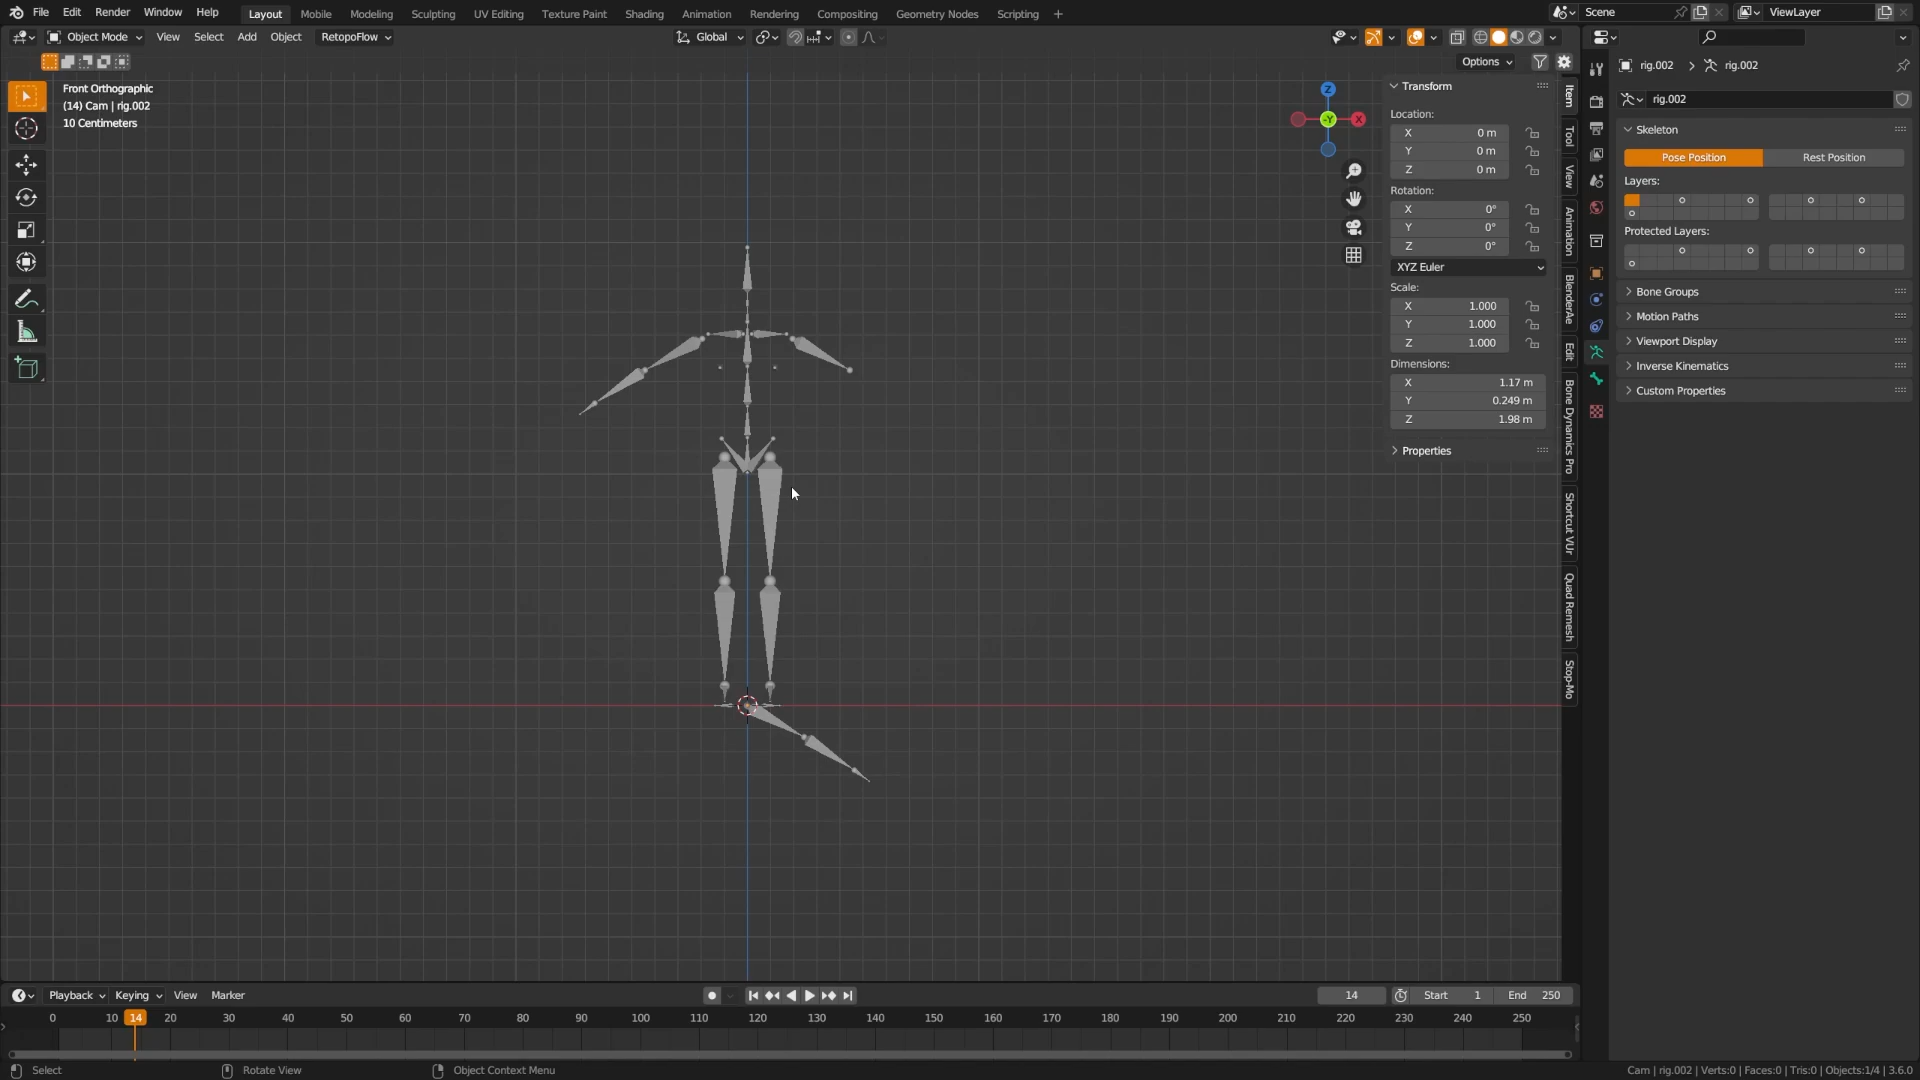 File Edit Render Window Help Layout Mobile Modeling Sculpting UV Editing Texture Paint Shading Animation Rendering Compositing Geometry Nodes Scripting + Scene ViewLayer
Object Mode View Select Add Object RetopoFlow Global
Options
Front Orthographic
(14) Cam | rig.002
10 Centimeters
Z
-Y
X
Transform
Location:
X 0 m
Y 0 m
Z 0 m
Rotation:
X 0°
Y 0°
Z 0°
XYZ Euler
Scale:
X 1.000
Y 1.000
Z 1.000
Dimensions:
X 1.17 m
Y 0.249 m
Z 1.98 m
Properties
Item
Tool
View
Animation
BlenderAe
Edit
Bone Dynamics Pro
Shortcut VUr
Quad Remesh
Stop-Mo
rig.002 rig.002
rig.002
Skeleton
Pose Position Rest Position
Layers:
Protected Layers:
Bone Groups
Motion Paths
Viewport Display
Inverse Kinematics
Custom Properties
Playback Keying View Marker 14 Start 1 End 250
0 10 14 20 30 40 50 60 70 80 90 100 110 120 130 140 150 160 170 180 190 200 210 220 230 240 250
Select Rotate View Object Context Menu Cam | rig.002 | Verts:0 | Faces:0 | Tris:0 | Objects:1/4 | 3.6.0